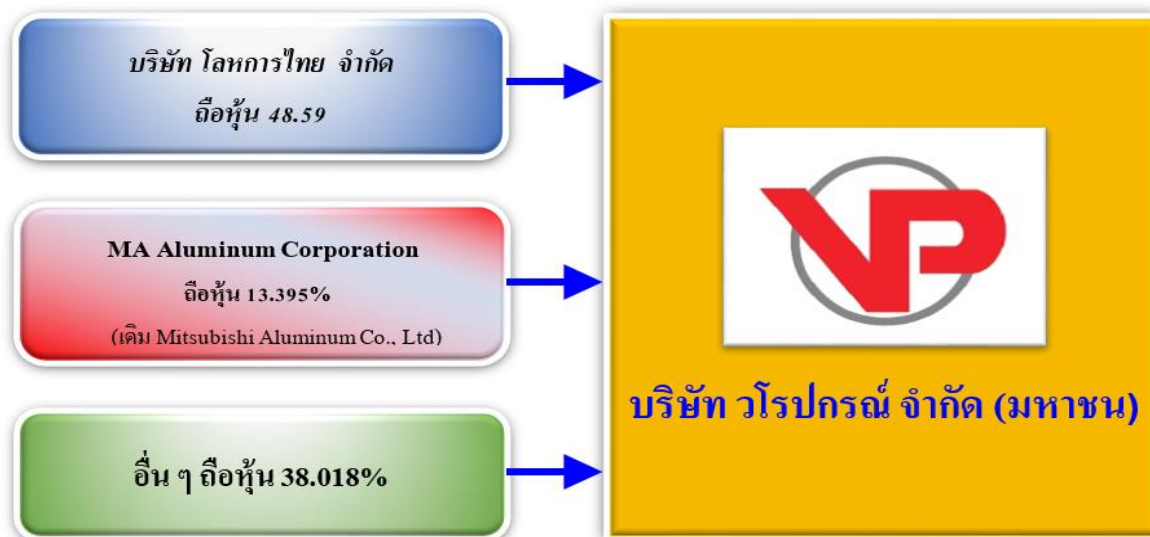 บริษัท โลหการไทย จำกัด
ถือหุ้น 48.59
MA Aluminum Corporation
ถือหุ้น 13.395%
(เดิม Mitsubishi Aluminum Co., Ltd)
อื่น ๆ ถือหุ้น 38.018%
VP
บริษัท วโรปกรณ์ จำกัด (มหาชน)